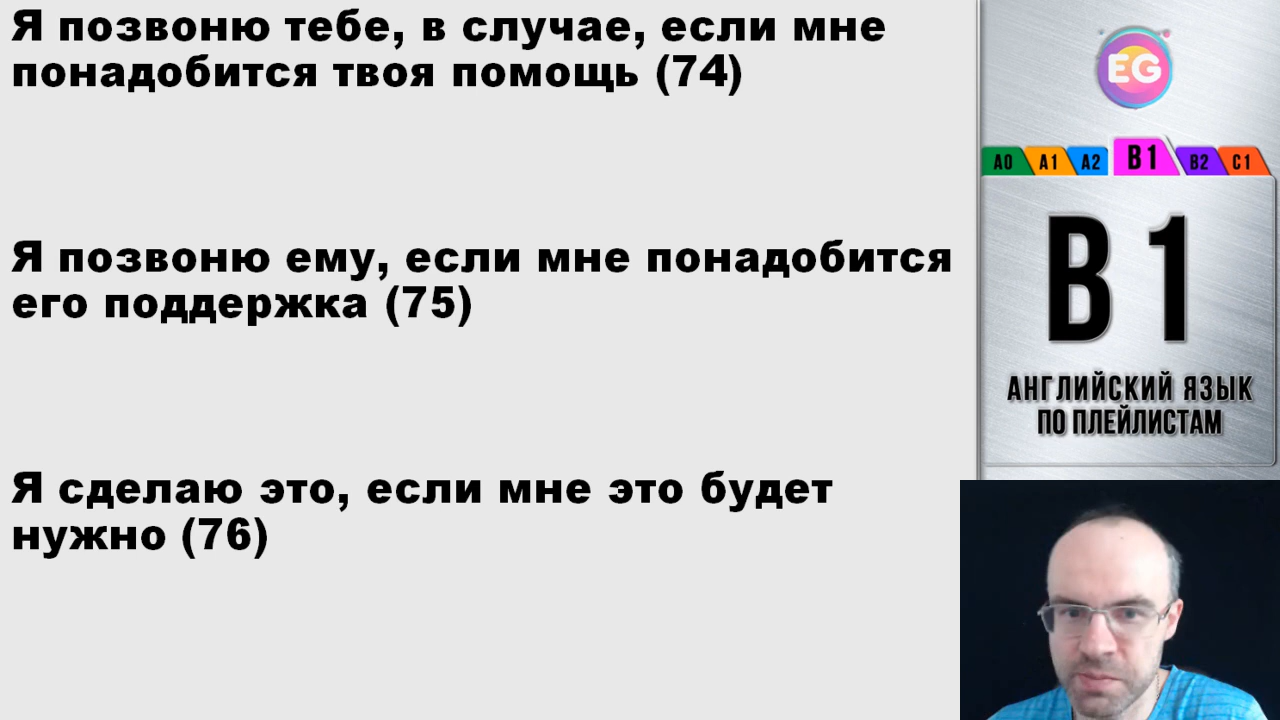 Я позвоню тебе, в случае, если мне
понадобится твоя помощь (74)
Я позвоню ему, если мне понадобится
его поддержка (75)
Я сделаю это, если мне это будет
нужно (76)
EG
A0 A1 A2 B1 B2 C1
B1
АНГЛИЙСКИЙ ЯЗЫК
ПО ПЛЕЙЛИСТАМ